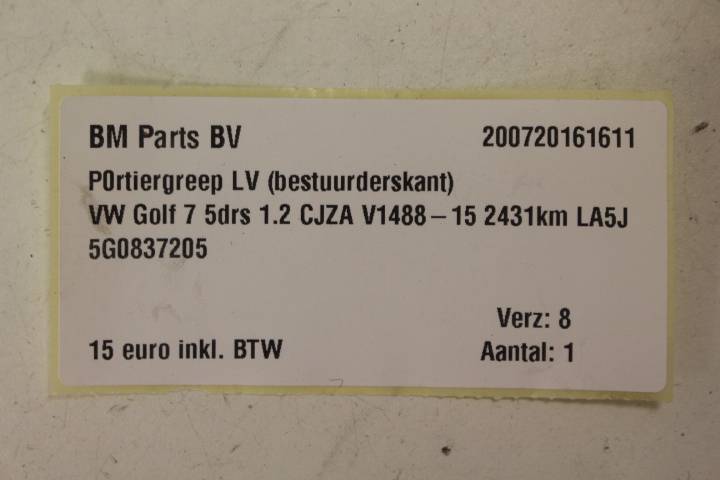 BM Parts BV 200720161611
P0rtiergreep LV (bestuurderskant)
VW Golf 7 5drs 1.2 CJZA V1488-15 2431km LA5J
5G0837205
Verz: 8
15 euro inkl. BTW Aantal: 1